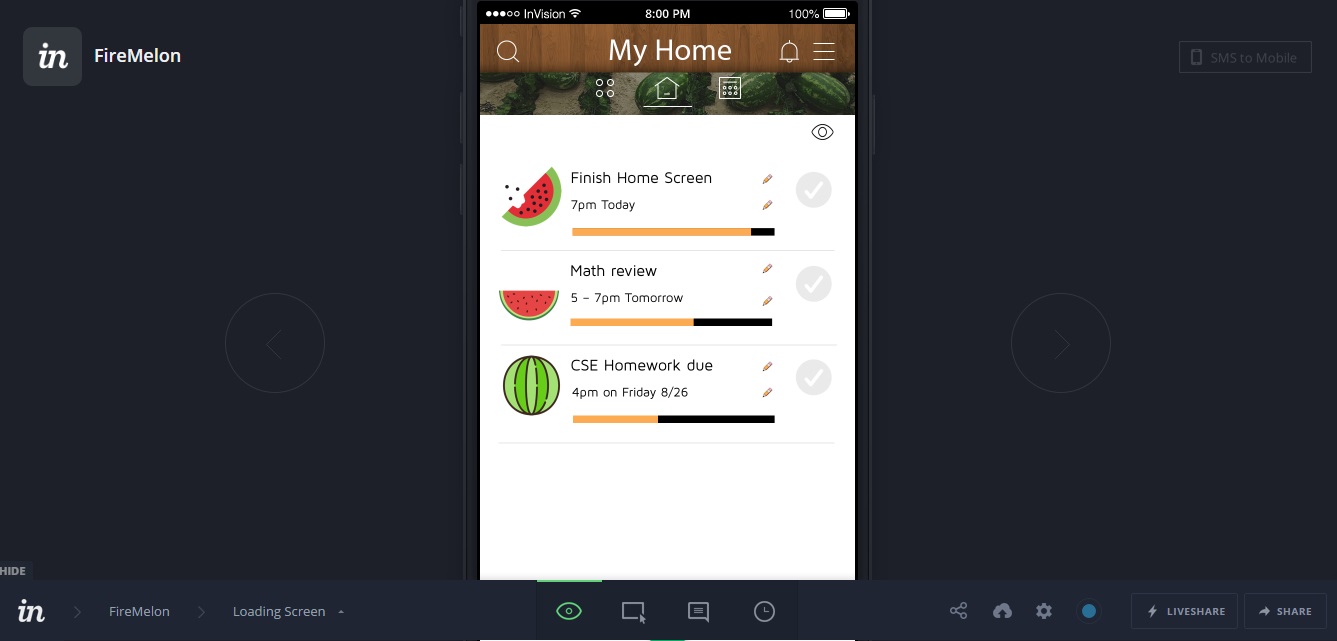 in FireMelon
InVision 8:00 PM 100%
My Home
SMS to Mobile
Finish Home Screen
7pm Today
Math review
5 – 7pm Tomorrow
CSE Homework due
4pm on Friday 8/26
HIDE
in FireMelon Loading Screen LIVESHARE SHARE